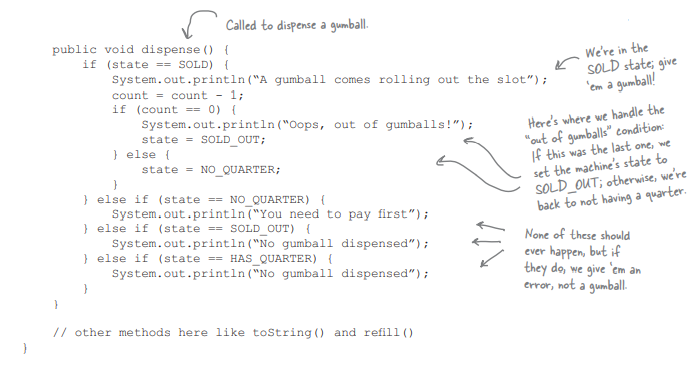 Called to dispense a gumball.
public void dispense() {
if (state == SOLD) {
System.out.println(“A gumball comes rolling out the slot”);
count = count - 1;
if (count == 0) {
System.out.println(“Oops, out of gumballs!”);
state = SOLD_OUT;
} else {
state = NO_QUARTER;
}
} else if (state == NO_QUARTER) {
System.out.println(“You need to pay first”);
} else if (state == SOLD_OUT) {
System.out.println(“No gumball dispensed”);
} else if (state == HAS_QUARTER) {
System.out.println(“No gumball dispensed”);
}
}
// other methods here like toString() and refill()
}
We’re in the
SOLD state; give
‘em a gumball!
Here’s where we handle the
“out of gumballs” condition:
If this was the last one, we
set the machine’s state to
SOLD_OUT; otherwise, we’re
back to not having a quarter.
None of these should
ever happen, but if
they do, we give ‘em an
error, not a gumball.